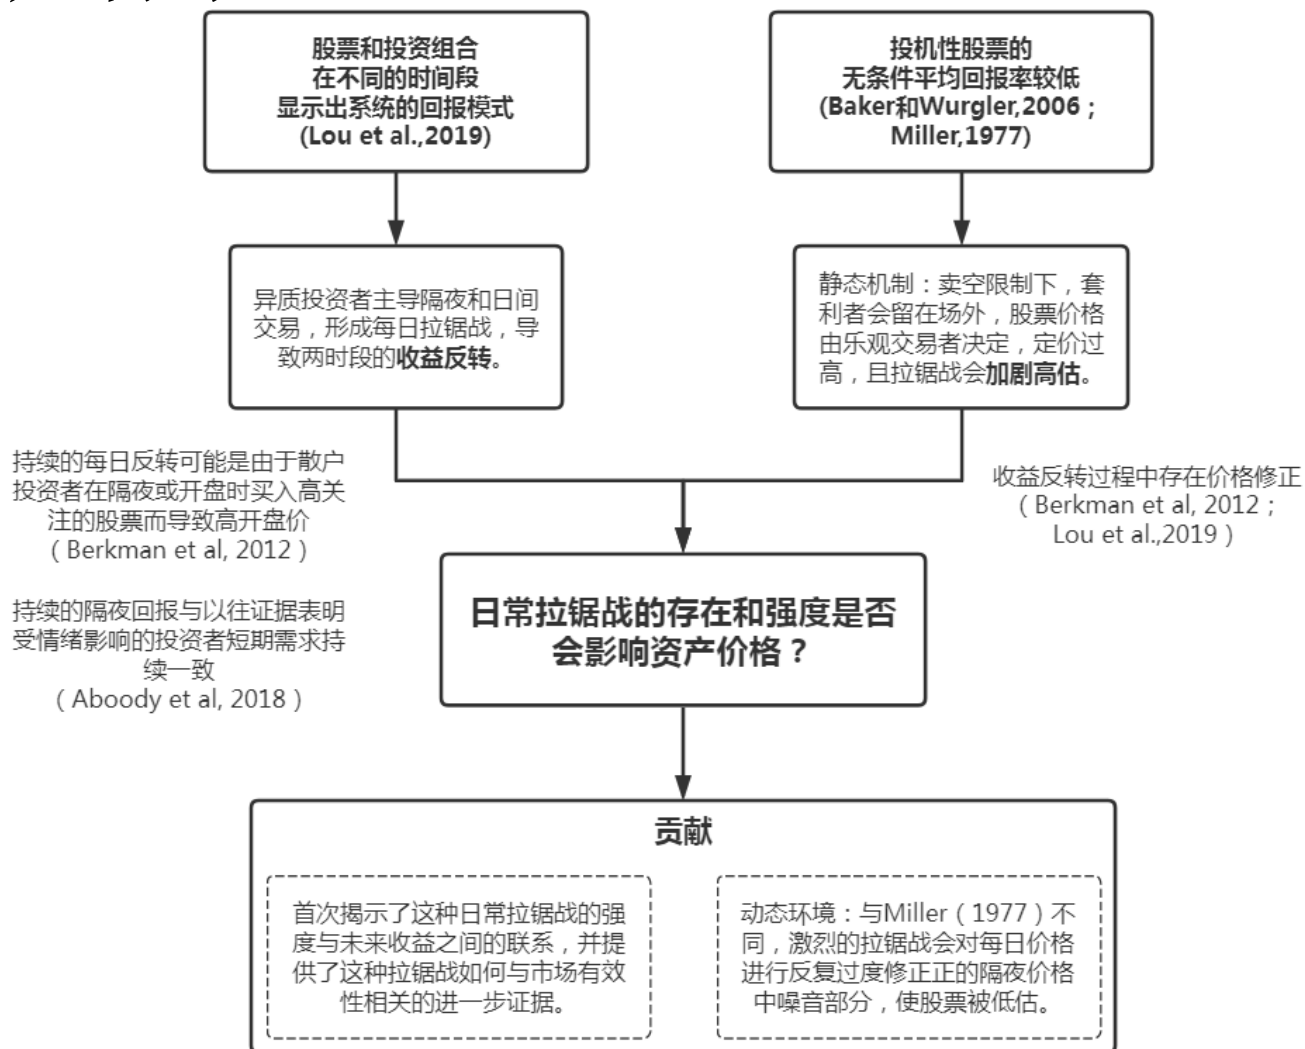 股票和投资组合
在不同的时间段
显示出系统的回报模式
(Lou et al.,2019)
投机性股票的
无条件平均回报率较低
(Baker和Wurgler,2006；
Miller,1977)
异质投资者主导隔夜和日间
交易，形成每日拉锯战，导
致两时段的收益反转。
静态机制：卖空限制下，套
利者会留在场外，股票价格
由乐观交易者决定，定价过
高，且拉锯战会加剧高估。
持续的每日反转可能是由于散户
投资者在隔夜或开盘时买入高关
注的股票而导致高开盘价
（Berkman et al, 2012）
收益反转过程中存在价格修正
（Berkman et al, 2012；
Lou et al.,2019）
持续的隔夜回报与以往证据表明
受情绪影响的投资者短期需求持
续一致
（Aboody et al, 2018）
日常拉锯战的存在和强度是否
会影响资产价格？
贡献
首次揭示了这种日常拉锯战的强
度与未来收益之间的联系，并提
供了这种拉锯战如何与市场有效
性相关的进一步证据。
动态环境：与Miller（1977）不
同，激烈的拉锯战会对每日价格
进行反复过度修正正的隔夜价格
中噪音部分，使股票被低估。